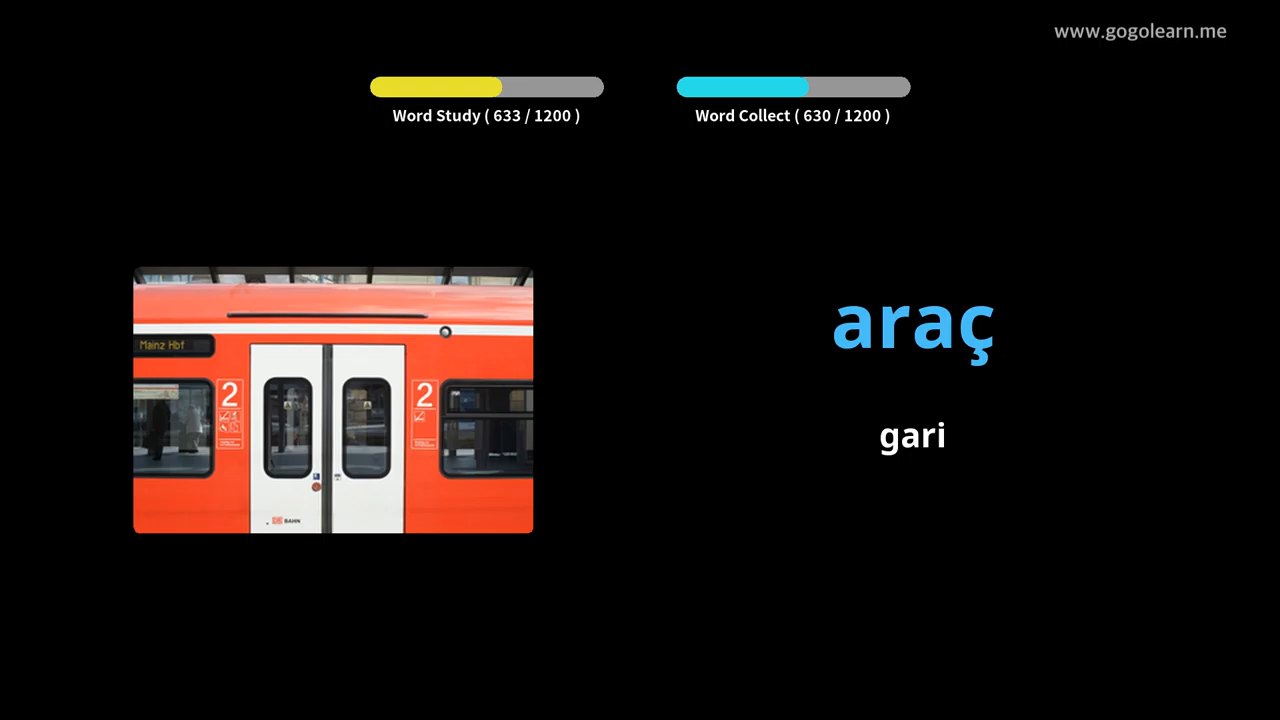 www.gogolearn.me
Word Study ( 633 / 1200 )
Word Collect ( 630 / 1200 )
Mainz Hbf
2
2
DB BAHN
araç
gari